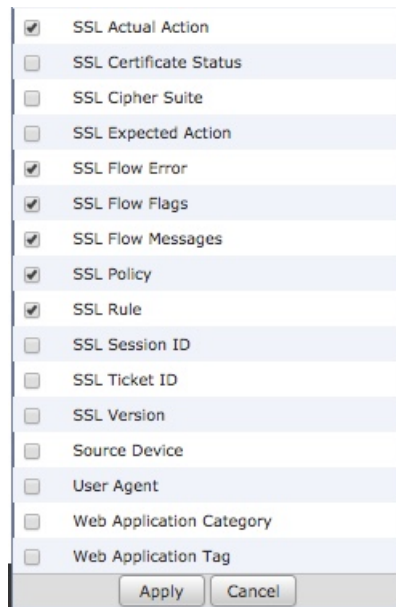 SSL Actual Action
SSL Certificate Status
SSL Cipher Suite
SSL Expected Action
SSL Flow Error
SSL Flow Flags
SSL Flow Messages
SSL Policy
SSL Rule
SSL Session ID
SSL Ticket ID
SSL Version
Source Device
User Agent
Web Application Category
Web Application Tag
Apply Cancel